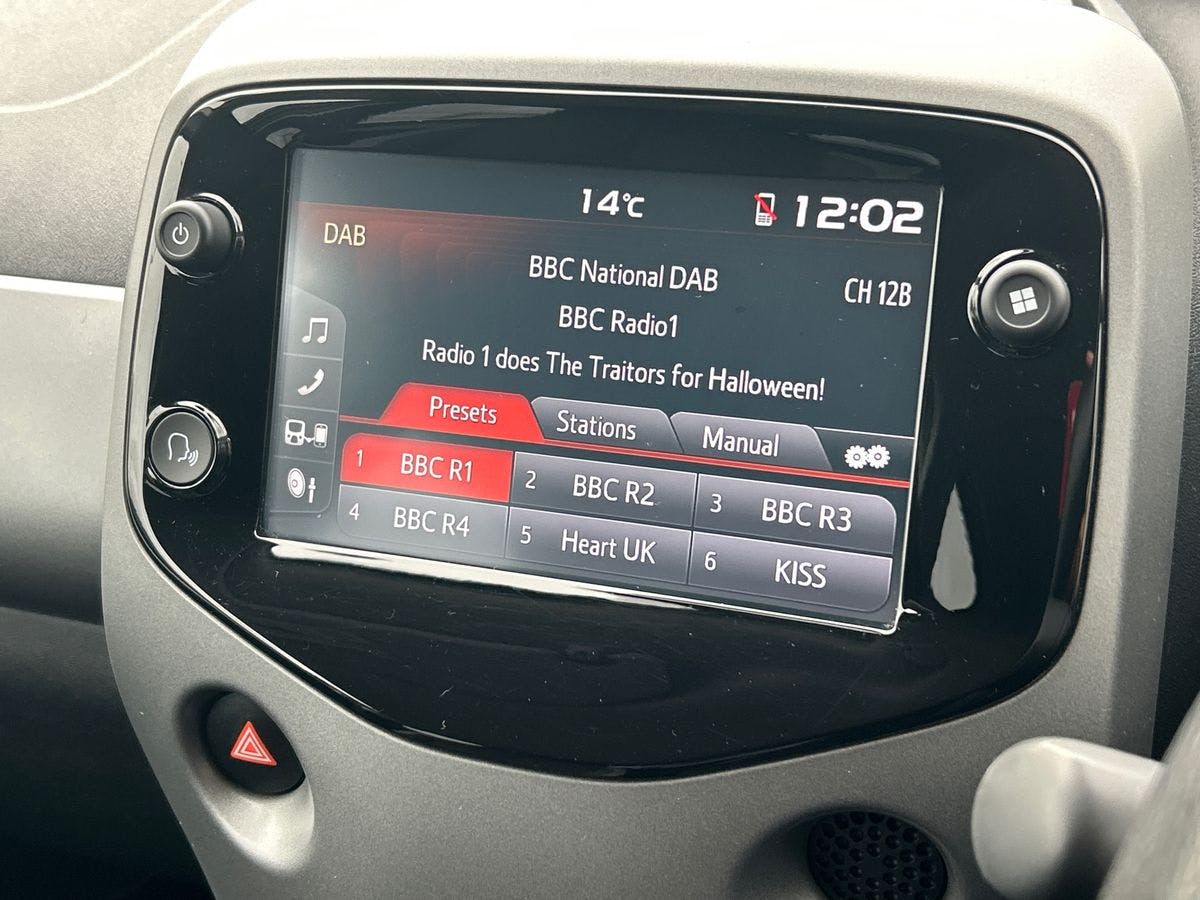 14°C 12:02
DAB
BBC National DAB
CH 12B
BBC Radio1
Radio 1 does The Traitors for Halloween!
Presets Stations Manual
1 BBC R1 2 BBC R2 3 BBC R3
4 BBC R4 5 Heart UK 6 KISS